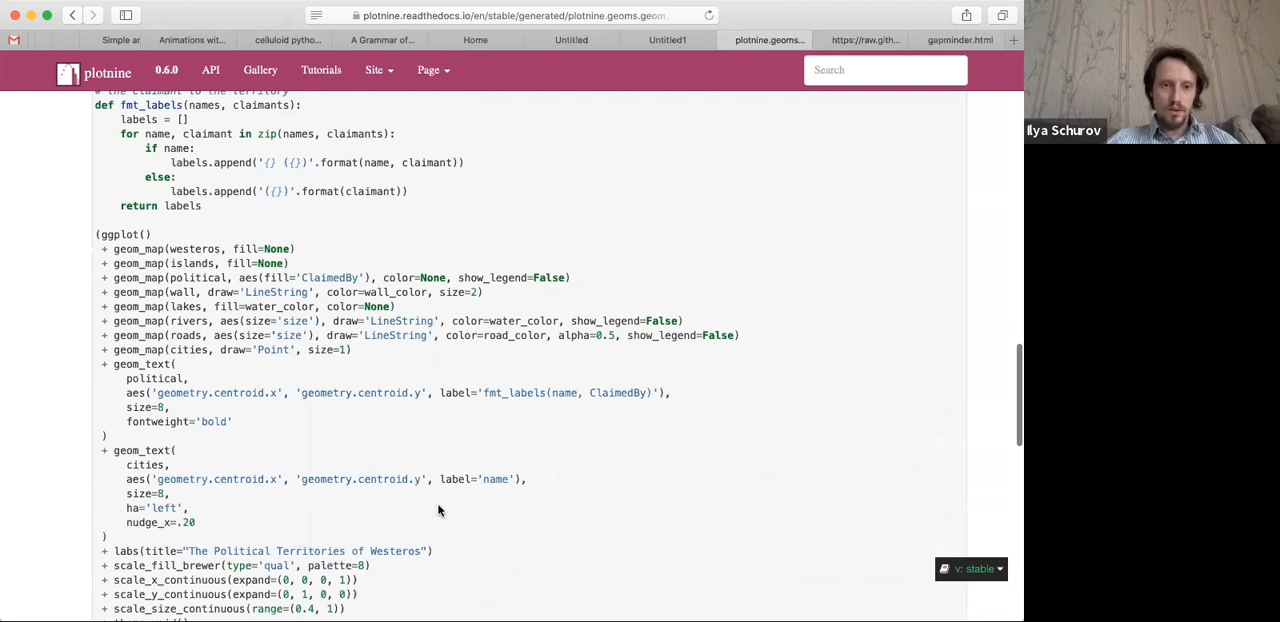 plotnine.readthedocs.io/en/stable/generated/plotnine.geoms.geom
Simple ar
Animations wit...
celluloid pytho...
A Grammar of...
Home
Untitled
Untitled1
plotnine.geoms...
https://raw.gith...
gapminder.html
plotnine 0.6.0 API Gallery Tutorials Site Page Search
# the claimant to the territory
def fmt_labels(names, claimants):
labels = []
for name, claimant in zip(names, claimants):
if name:
labels.append('{} ({})'.format(name, claimant))
else:
labels.append('({})'.format(claimant))
return labels
(ggplot()
+ geom_map(westeros, fill=None)
+ geom_map(islands, fill=None)
+ geom_map(political, aes(fill='ClaimedBy'), color=None, show_legend=False)
+ geom_map(wall, draw='LineString', color=wall_color, size=2)
+ geom_map(lakes, fill=water_color, color=None)
+ geom_map(rivers, aes(size='size'), draw='LineString', color=water_color, show_legend=False)
+ geom_map(roads, aes(size='size'), draw='LineString', color=road_color, alpha=0.5, show_legend=False)
+ geom_map(cities, draw='Point', size=1)
+ geom_text(
political,
aes('geometry.centroid.x', 'geometry.centroid.y', label='fmt_labels(name, ClaimedBy)'),
size=8,
fontweight='bold'
)
+ geom_text(
cities,
aes('geometry.centroid.x', 'geometry.centroid.y', label='name'),
size=8,
ha='left',
nudge_x=.20
)
+ labs(title="The Political Territories of Westeros")
+ scale_fill_brewer(type='qual', palette=8)
+ scale_x_continuous(expand=(0, 0, 0, 1))
+ scale_y_continuous(expand=(0, 1, 0, 0))
+ scale_size_continuous(range=(0.4, 1))
v: stable
Ilya Schurov